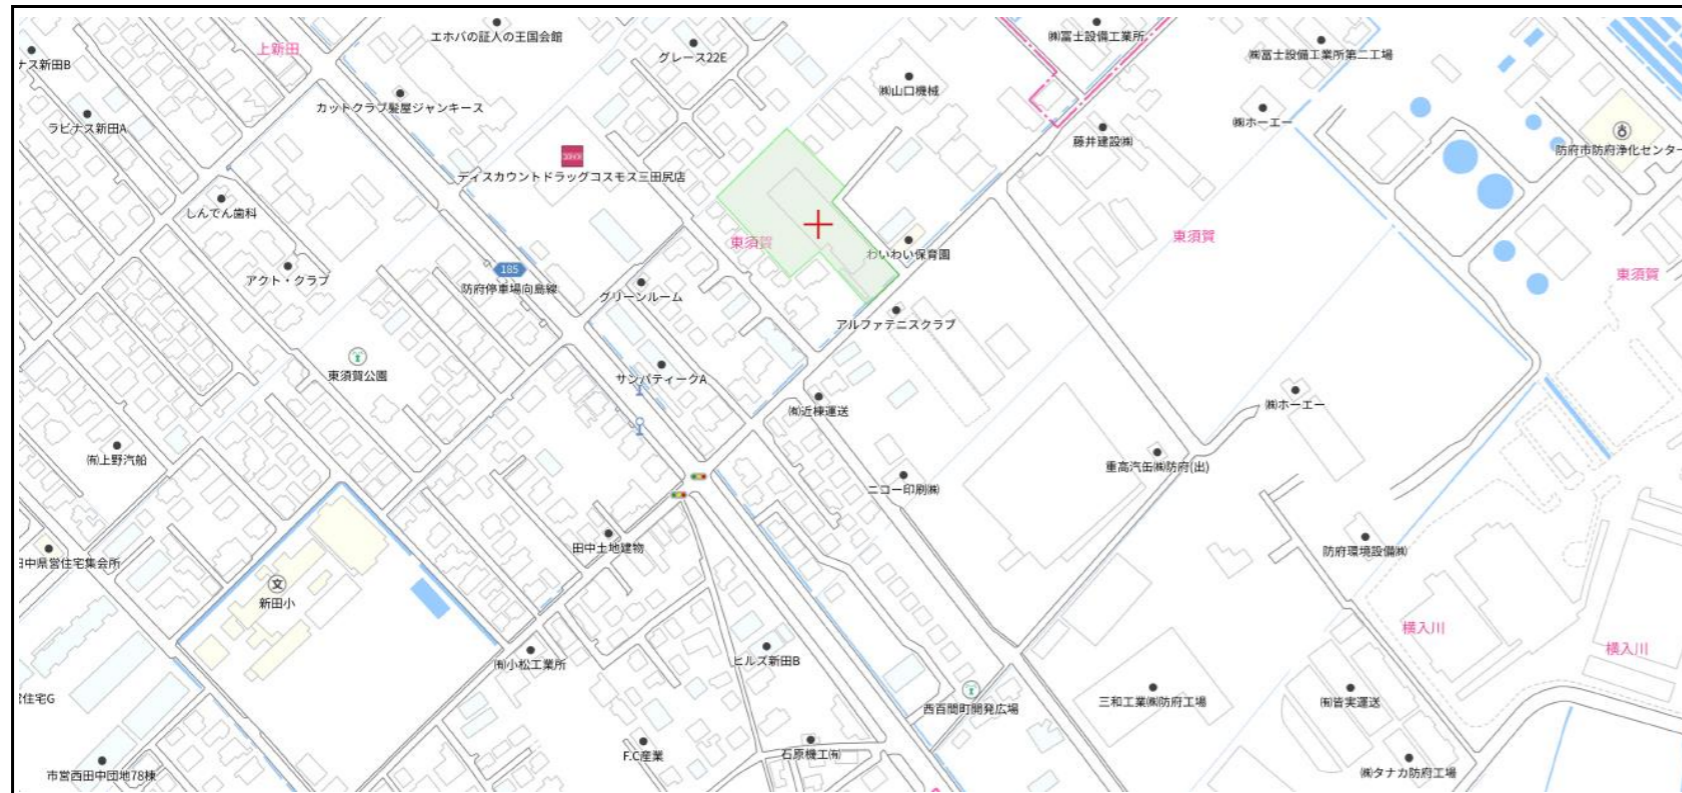 エホバの証人の王国会館
㈱冨士設備工業所
㈱冨士設備工業所第二工場
上新田
グレース22E
ナス新田B
㈱山口機械
カットクラブ髪屋ジャンキース
ラビナス新田A
㈱ホーエー
藤井建設㈱
防府市防府浄化センター
ディスカウントドラッグコスモス三田尻店
しんでん歯科
東須賀
東須賀
わいわい保育園
185
東須賀
アクト・クラブ
防府停車場向島線
グリーンルーム
アルファテニスクラブ
東須賀公園
サンパティークA
㈲近棟運送
㈱ホーエー
㈲上野汽船
重高汽缶㈱防府(出)
ニコー印刷㈱
田中土地建物
防府環境設備㈱
田中県営住宅集会所
文
新田小
横入川
横入川
㈲小松工業所
ヒルズ新田B
住宅G
西百間町開発広場
三和工業㈱防府工場
㈲皆実運送
F.C産業
石原機工㈲
市営西田中団地78棟
㈱タナカ防府工場